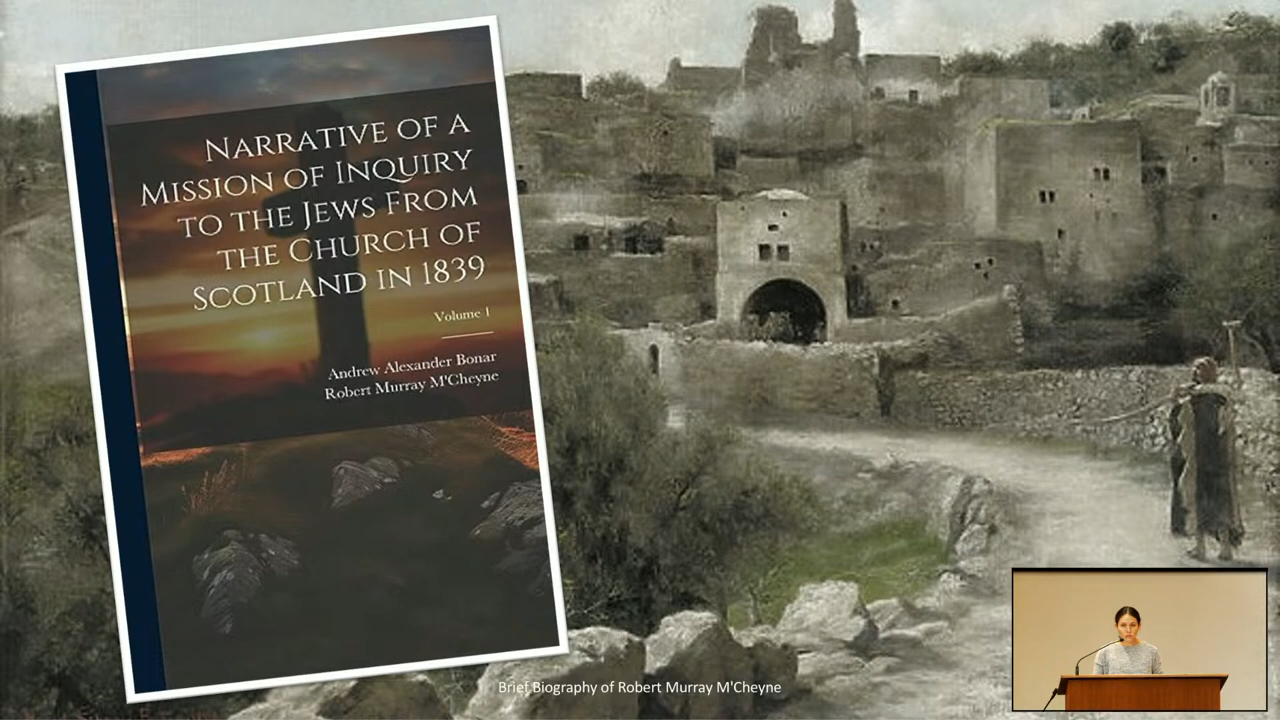 Narrative of a
Mission of Inquiry
to the Jews From
the Church of
Scotland in 1839
Volume 1
Andrew Alexander Bonar
Robert Murray M'Cheyne
Brief Biography of Robert Murray M'Cheyne